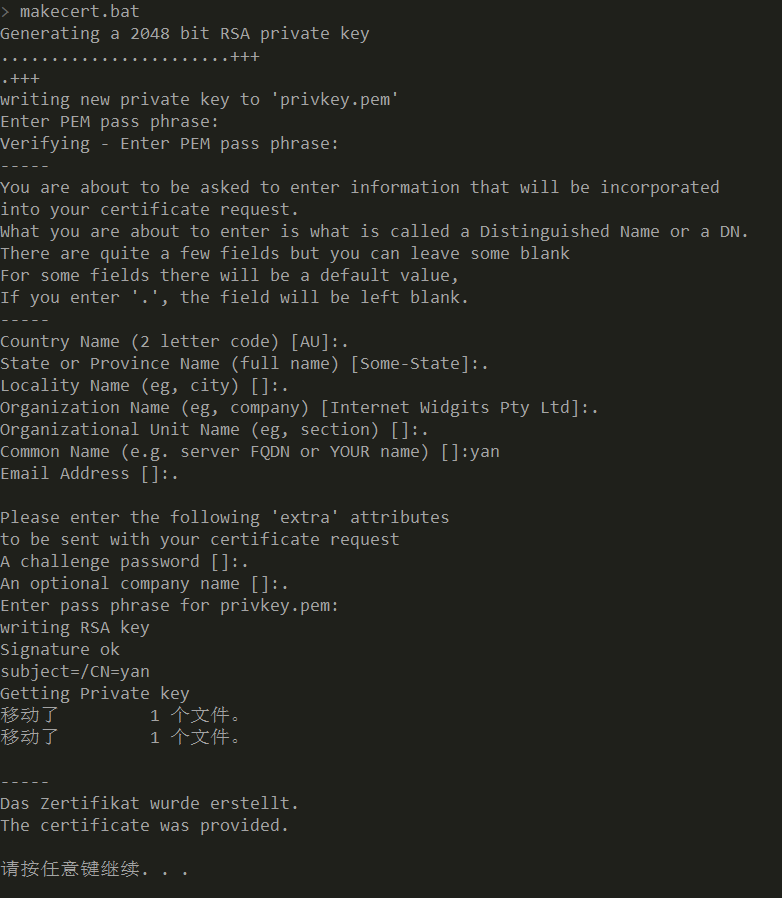 > makecert.bat
Generating a 2048 bit RSA private key
.......................+++
.+++
writing new private key to 'privkey.pem'
Enter PEM pass phrase:
Verifying - Enter PEM pass phrase:
-----
You are about to be asked to enter information that will be incorporated
into your certificate request.
What you are about to enter is what is called a Distinguished Name or a DN.
There are quite a few fields but you can leave some blank
For some fields there will be a default value,
If you enter '.', the field will be left blank.
-----
Country Name (2 letter code) [AU]:.
State or Province Name (full name) [Some-State]:.
Locality Name (eg, city) []:.
Organization Name (eg, company) [Internet Widgits Pty Ltd]:.
Organizational Unit Name (eg, section) []:.
Common Name (e.g. server FQDN or YOUR name) []:yan
Email Address []:.
Please enter the following 'extra' attributes
to be sent with your certificate request
A challenge password []:.
An optional company name []:.
Enter pass phrase for privkey.pem:
writing RSA key
Signature ok
subject=/CN=yan
Getting Private key
移动了         1 个文件。
移动了         1 个文件。
-----
Das Zertifikat wurde erstellt.
The certificate was provided.
请按任意键继续. . .